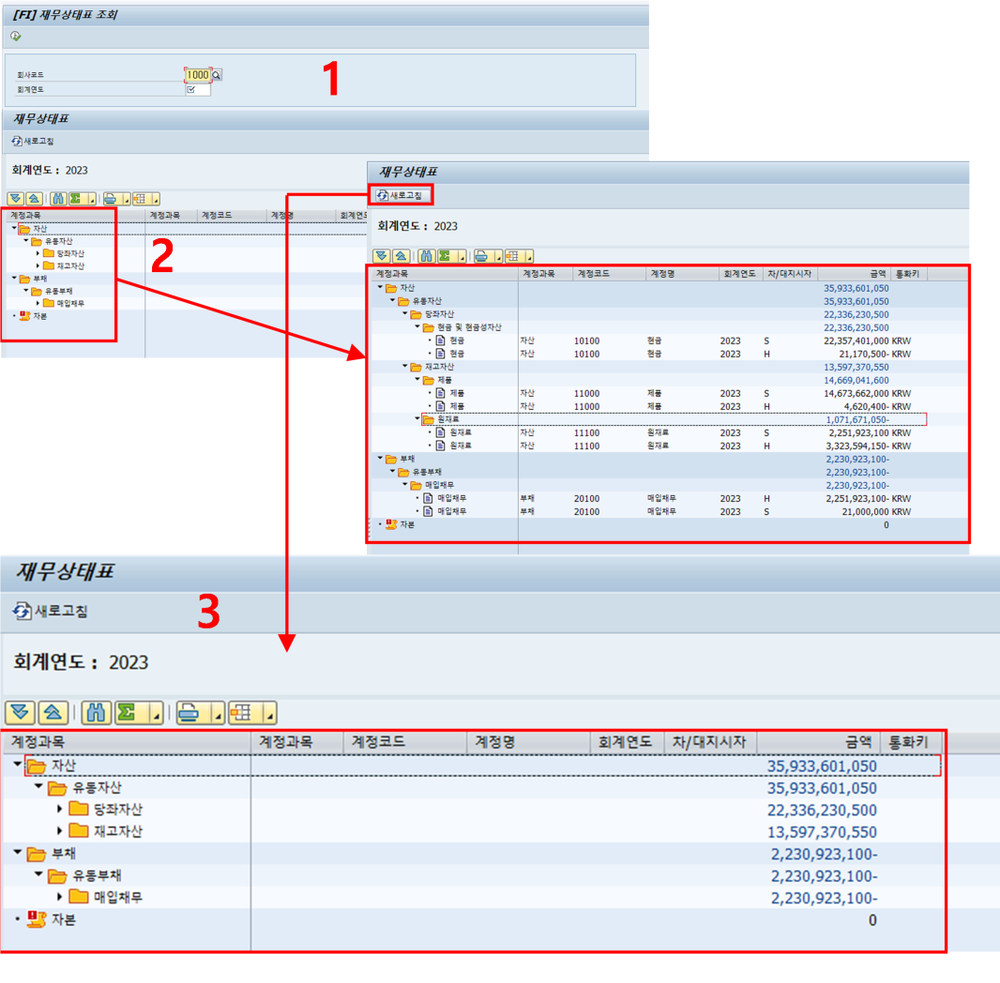 [FI] 재무상태표 조회
회사코드 1000
회계연도
1
재무상태표
새로고침
회계연도 : 2023
계정과목 계정과목 계정코드 계정명 회계연도
자산
유동자산
당좌자산
재고자산
부채
유동부채
매입채무
자본
2
재무상태표
새로고침
회계연도 : 2023
계정과목 계정과목 계정코드 계정명 회계연도 차/대지시자 금액 통화키
자산 35,933,601,050
유동자산 35,933,601,050
당좌자산 22,336,230,500
현금 및 현금성자산 22,336,230,500
현금 자산 10100 현금 2023 S 22,357,401,000 KRW
현금 자산 10100 현금 2023 H 21,170,500- KRW
재고자산 13,597,370,550
제품 14,669,041,600
제품 자산 11000 제품 2023 S 14,673,662,000 KRW
제품 자산 11000 제품 2023 H 4,620,400- KRW
원재료 1,071,671,050-
원재료 자산 11100 원재료 2023 S 2,251,923,100 KRW
원재료 자산 11100 원재료 2023 H 3,323,594,150- KRW
부채 2,230,923,100-
유동부채 2,230,923,100-
매입채무 2,230,923,100-
매입채무 부채 20100 매입채무 2023 H 2,251,923,100- KRW
매입채무 부채 20100 매입채무 2023 S 21,000,000 KRW
자본 0
재무상태표
새로고침
3
회계연도 : 2023
계정과목 계정과목 계정코드 계정명 회계연도 차/대지시자 금액 통화키
자산 35,933,601,050
유동자산 35,933,601,050
당좌자산 22,336,230,500
재고자산 13,597,370,550
부채 2,230,923,100-
유동부채 2,230,923,100-
매입채무 2,230,923,100-
자본 0